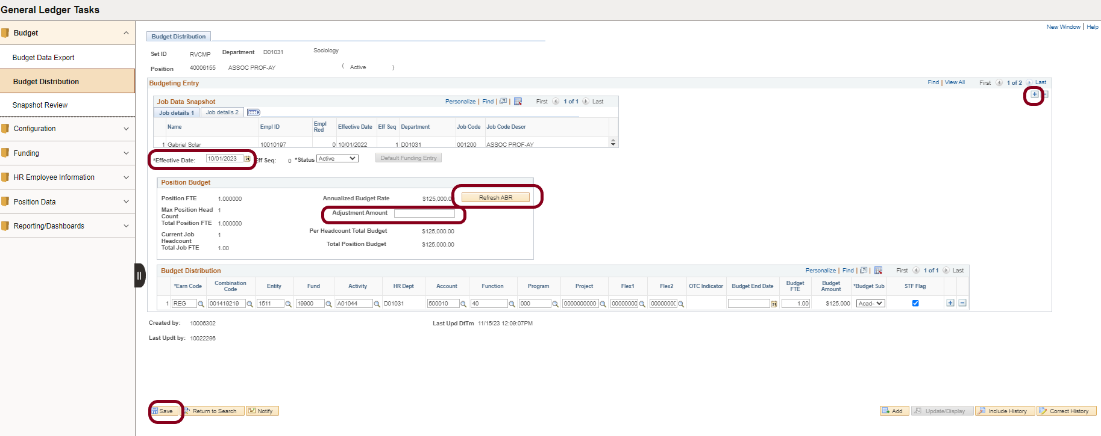 General Ledger Tasks
New Window | Help
Budget
Budget Data Export
Budget Distribution
Snapshot Review
Configuration
Funding
HR Employee Information
Position Data
Reporting/Dashboards
Budget Distribution
Set ID RVCMP Department D01031 Sociology
Position 40006155 ASSOC PROF-AY ( Active )
Budgeting Entry Find | View All First 1 of 2 Last
Job Data Snapshot Personalize | Find | First 1 of 1 Last
Job details 1 Job details 2
Name Empl ID Empl Rcd Effective Date Eff Seq Department Job Code Job Code Descr
1 Gabriel Solar 10010197 0 10/01/2022 1 D01031 001200 ASSOC PROF-AY
*Effective Date: 10/01/2023 Eff Seq: 0 *Status Active Default Funding Entry
Position Budget
Position FTE 1.000000 Annualized Budget Rate $125,000.00 Refresh ABR
Max Position Head Count 1 Adjustment Amount
Total Position FTE 1.000000
Current Job Headcount 1 Per Headcount Total Budget $125,000.00
Total Job FTE 1.00 Total Position Budget $125,000.00
Budget Distribution Personalize | Find | First 1 of 1 Last
*Earn Code Combination Code Entity Fund Activity HR Dept Account Function Program Project Flex1 Flex2 OTC Indicator Budget End Date Budget FTE Budget Amount *Budget Sub STF Flag
1 REG 001419219 1611 19900 A01044 D01031 500010 40 000 0000000000 1.00 $125,000 Acad-
Created by: 10006302 Last Upd DtTm 11/15/23 12:09:07PM
Last Updt by: 10022286
Save Return to Search Notify Add Update/Display Include History Correct History